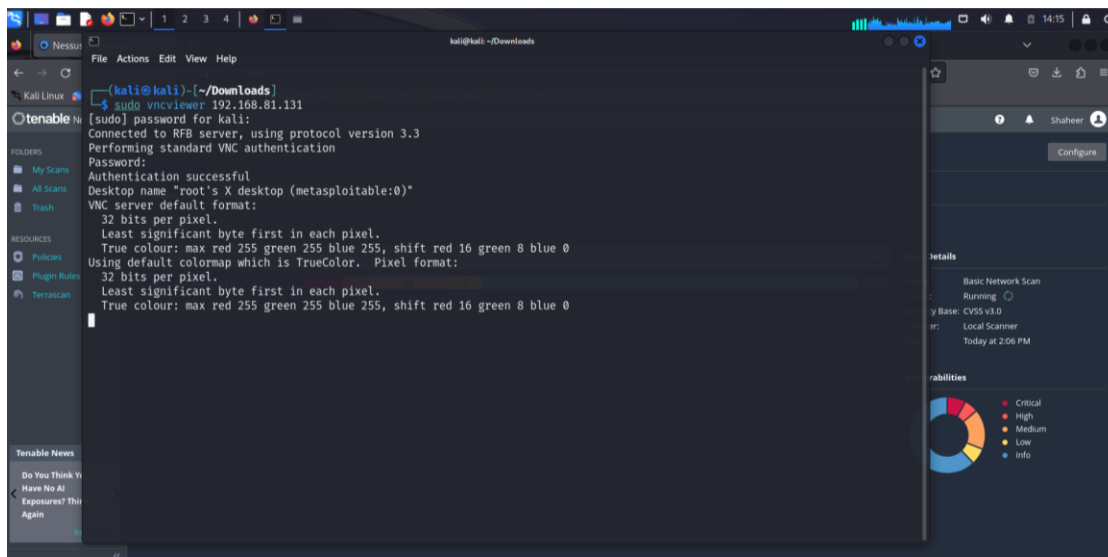 1 2 3 4
14:15
Nessus
kali@kali: ~/Downloads
File Actions Edit View Help
Kali Linux
tenable
Shaheer
Configure
FOLDERS
My Scans
All Scans
Trash
RESOURCES
Policies
Plugin Rules
Terrascan
(kali㉿kali)-[~/Downloads]
$ sudo vncviewer 192.168.81.131
[sudo] password for kali:
Connected to RFB server, using protocol version 3.3
Performing standard VNC authentication
Password:
Authentication successful
Desktop name "root's X desktop (metasploitable:0)"
VNC server default format:
32 bits per pixel.
Least significant byte first in each pixel.
True colour: max red 255 green 255 blue 255, shift red 16 green 8 blue 0
Using default colormap which is TrueColor. Pixel format:
32 bits per pixel.
Least significant byte first in each pixel.
True colour: max red 255 green 255 blue 255, shift red 16 green 8 blue 0
Details
Basic Network Scan
Running
Base: CVSS v3.0
Local Scanner
Today at 2:06 PM
Critical
High
Medium
Low
Info
Tenable News
Do You Think
Have No AI
Exposures?
Again